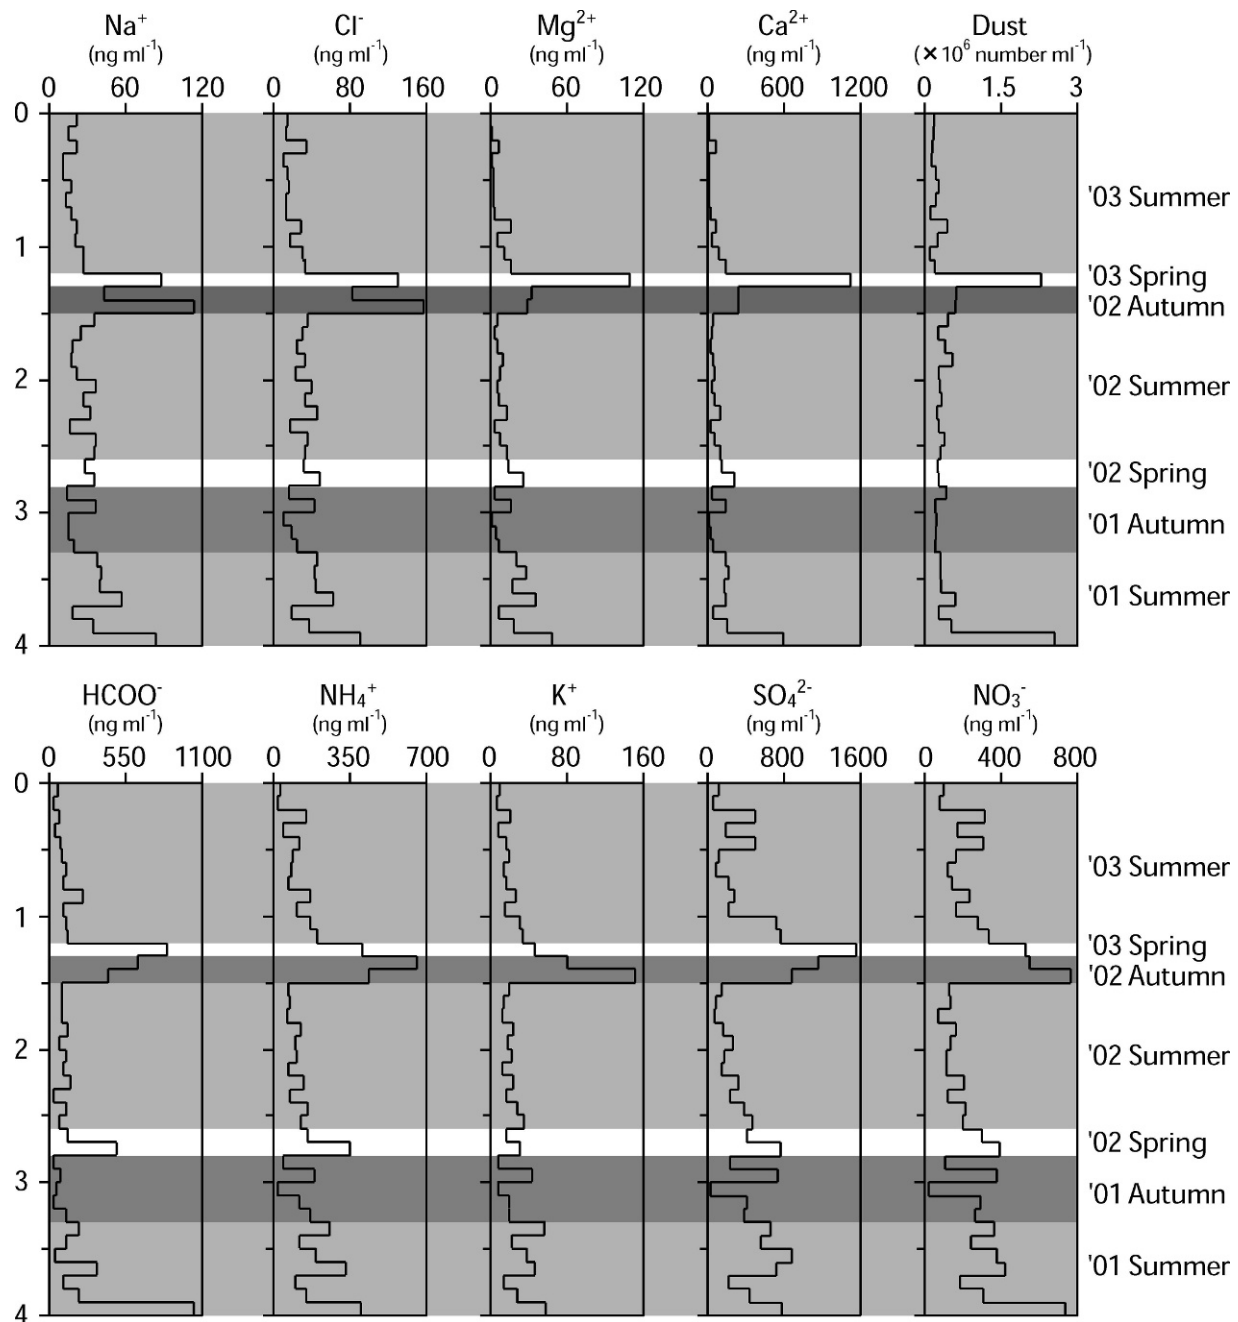 Na⁺ Cl⁻ Mg²⁺ Ca²⁺ Dust
(ng ml⁻¹) (ng ml⁻¹) (ng ml⁻¹) (ng ml⁻¹) (×10⁶ number ml⁻¹)
0 60 120 0 80 160 0 60 120 0 600 1200 0 1.5 3
0
'03 Summer
1
'03 Spring
'02 Autumn
2
'02 Summer
'02 Spring
3
'01 Autumn
'01 Summer
4
HCOO⁻ NH₄⁺ K⁺ SO₄²⁻ NO₃⁻
(ng ml⁻¹) (ng ml⁻¹) (ng ml⁻¹) (ng ml⁻¹) (ng ml⁻¹)
0 550 1100 0 350 700 0 80 160 0 800 1600 0 400 800
0
'03 Summer
1
'03 Spring
'02 Autumn
2
'02 Summer
'02 Spring
3
'01 Autumn
'01 Summer
4